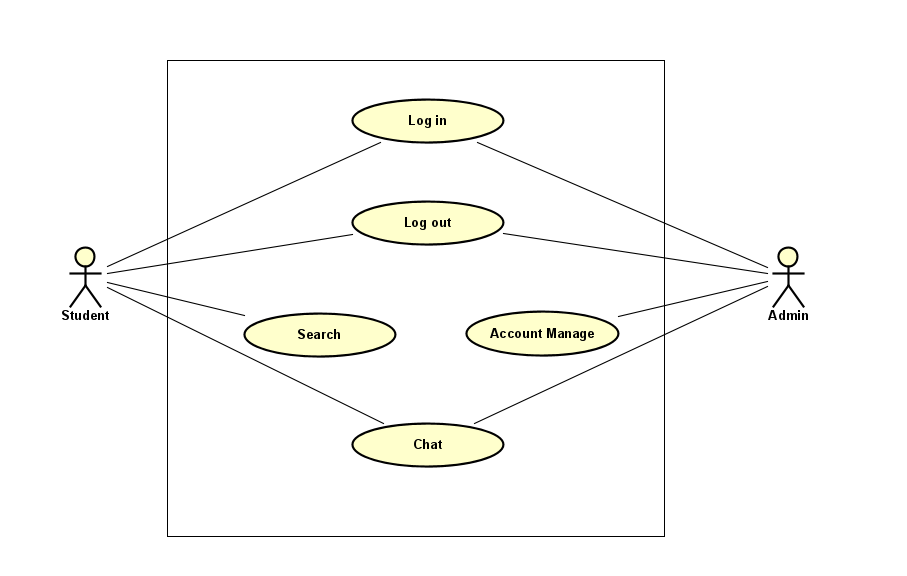 Log in
Log out
Student
Admin
Search
Account Manage
Chat